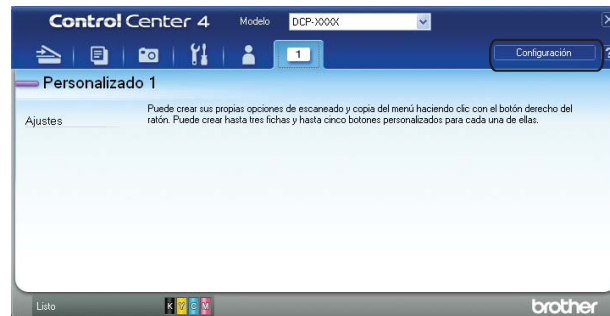 Control Center 4 Modelo DCP-XXXX
1 Configuración ?
Personalizado 1
Ajustes
Puede crear sus propias opciones de escaneado y copia del menú haciendo clic con el botón derecho del
ratón. Puede crear hasta tres fichas y hasta cinco botones personalizados para cada una de ellas.
Listo K Y C M brother